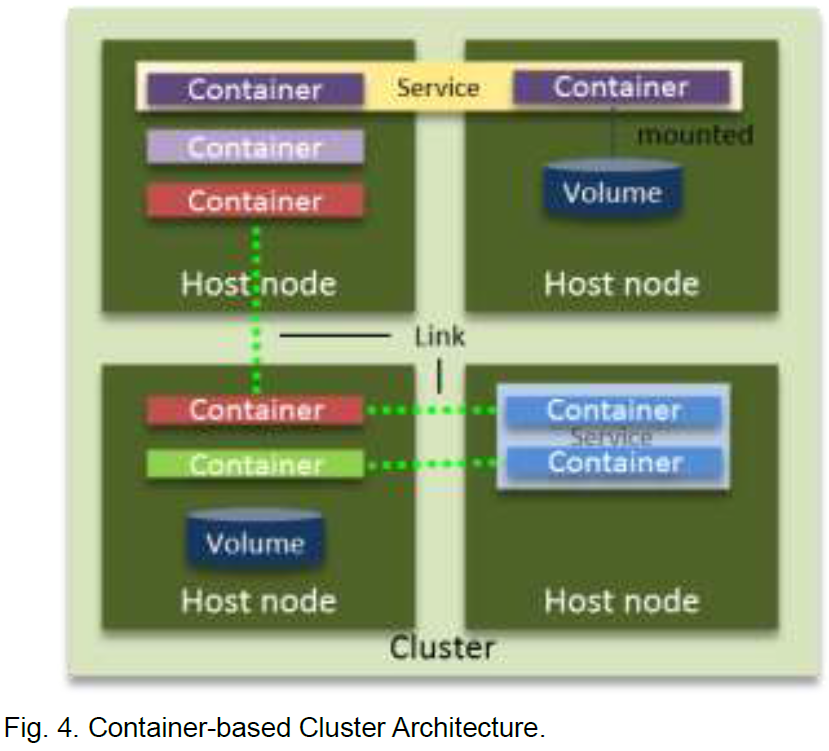 Container Service Container
mounted
Container
Container
Volume
Host node Host node
Link
Container Container
Service
Container Container
Volume
Host node Host node
Cluster
Fig. 4. Container-based Cluster Architecture.